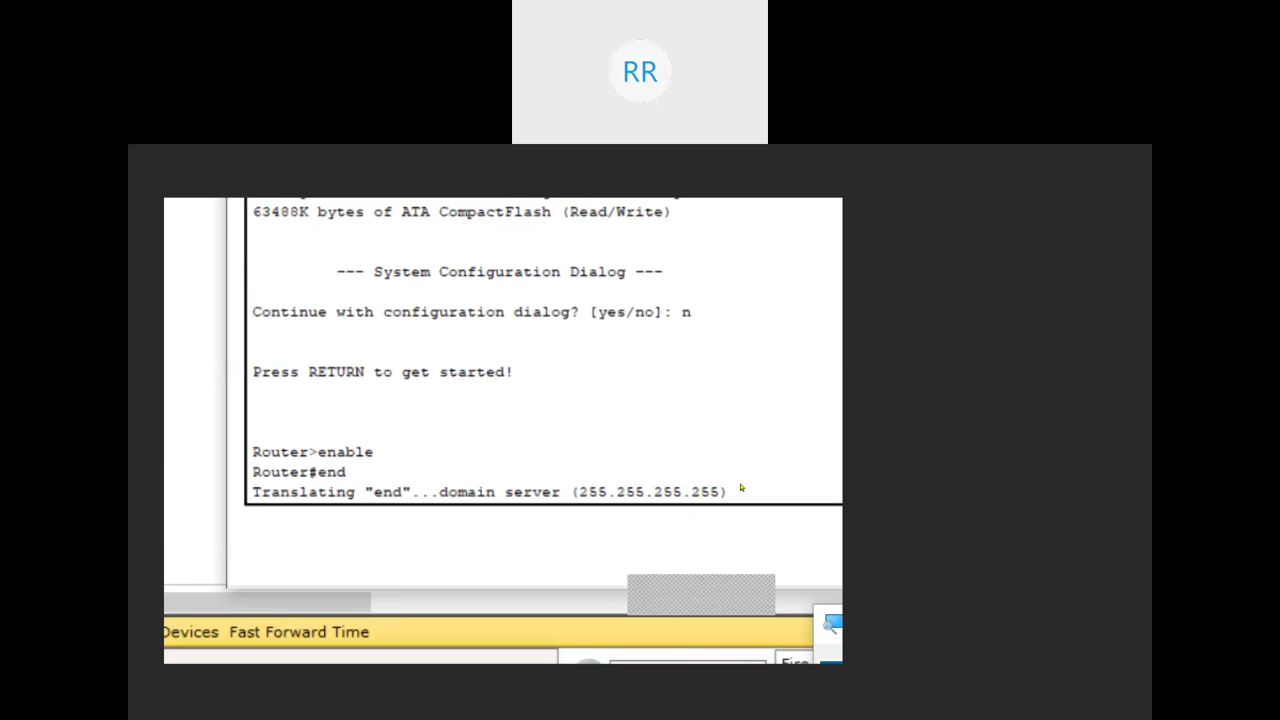 RR
63488K bytes of ATA CompactFlash (Read/Write)
--- System Configuration Dialog ---
Continue with configuration dialog? [yes/no]: n
Press RETURN to get started!
Router>enable
Router#end
Translating "end"...domain server (255.255.255.255)
Devices Fast Forward Time
Fire